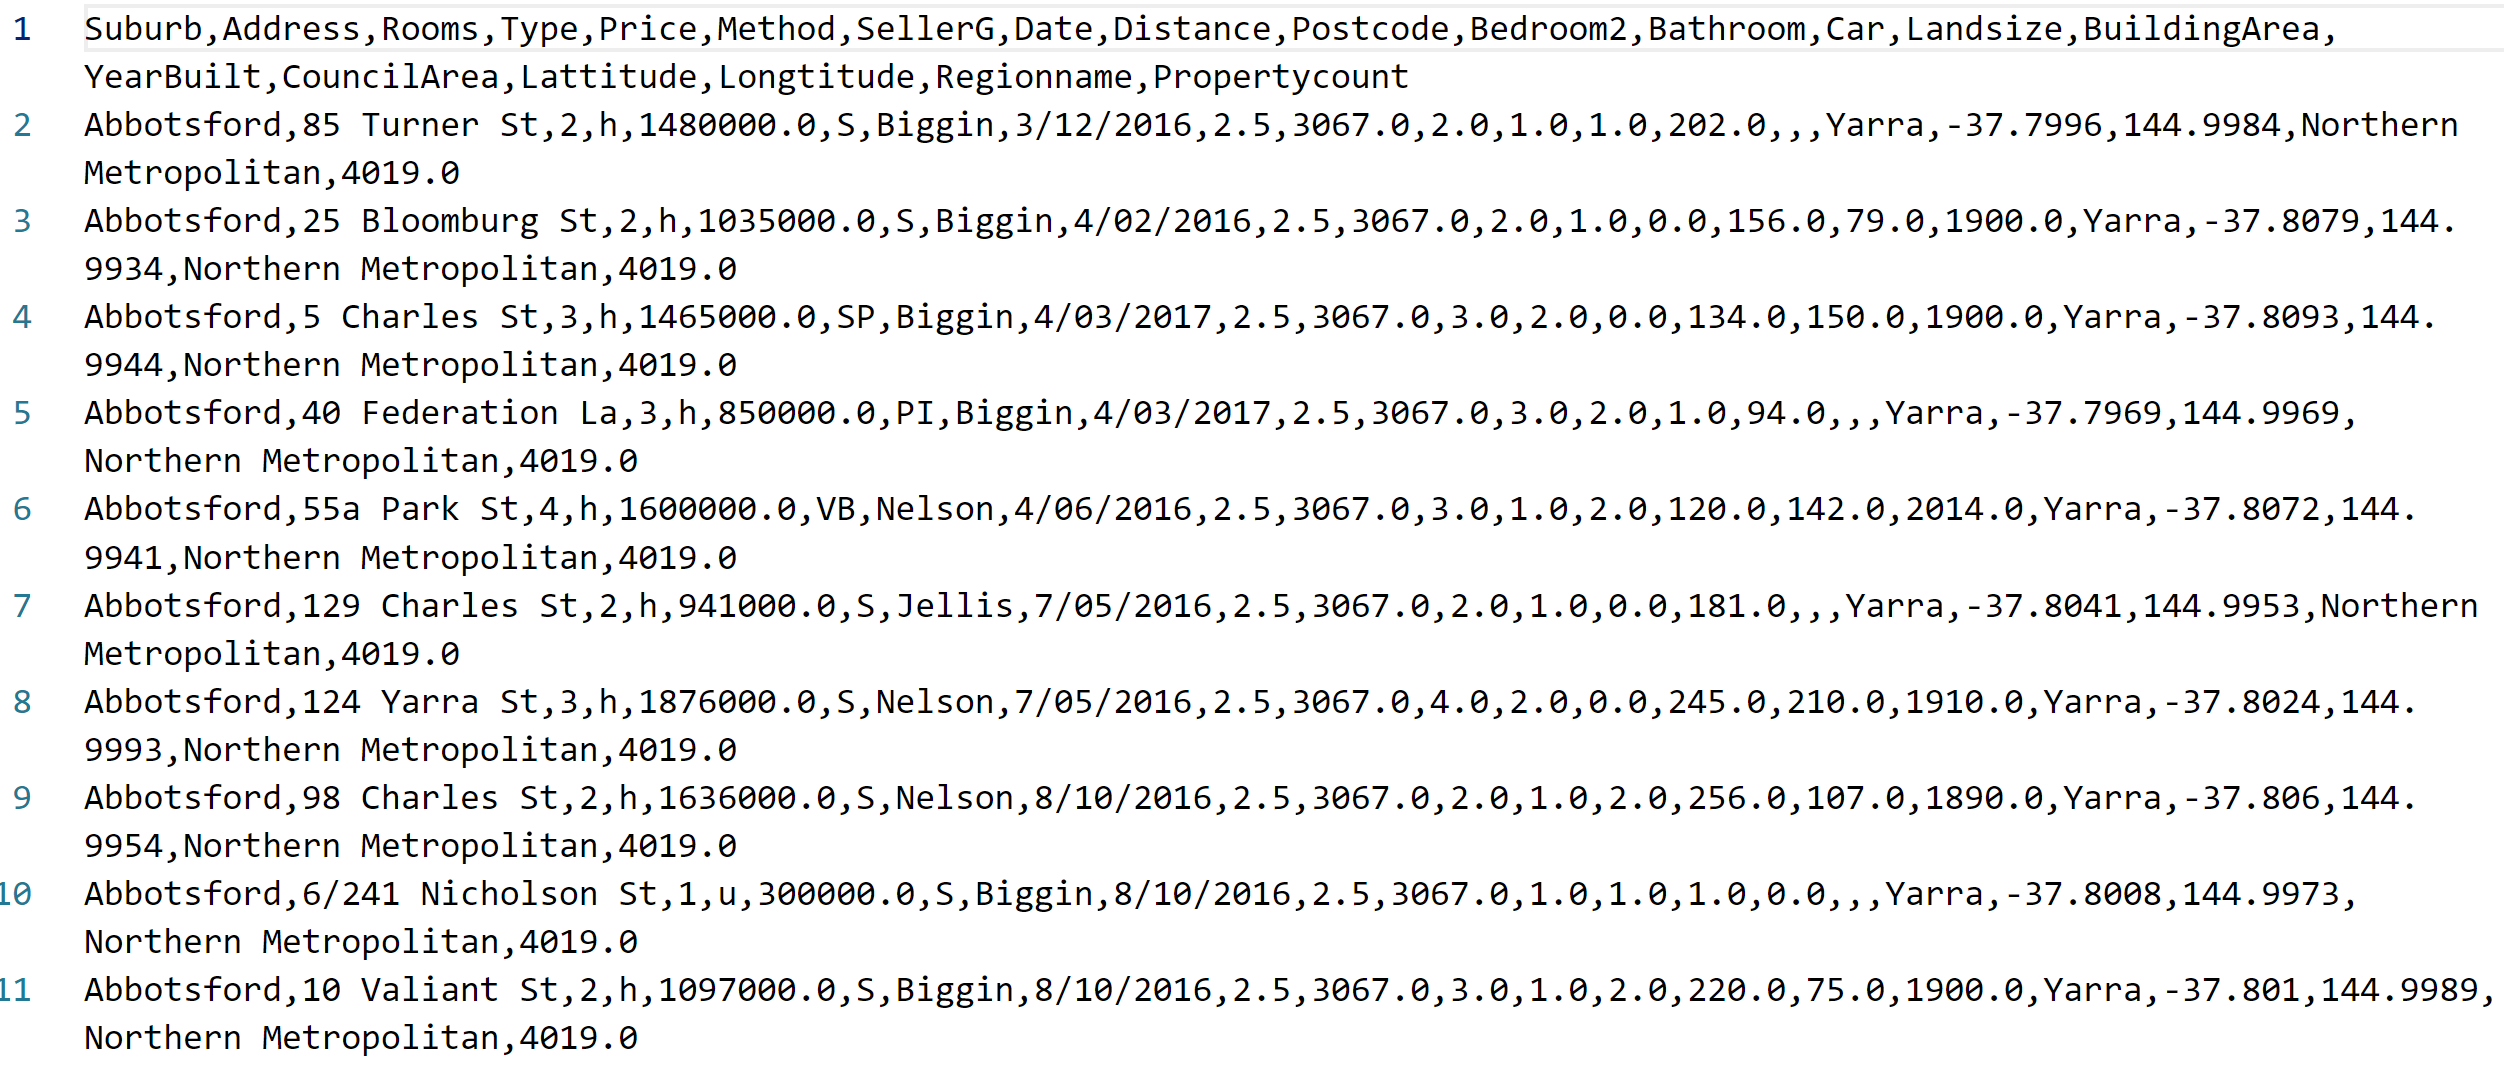 1 Suburb,Address,Rooms,Type,Price,Method,SellerG,Date,Distance,Postcode,Bedroom2,Bathroom,Car,Landsize,BuildingArea,
YearBuilt,CouncilArea,Lattitude,Longtitude,Regionname,Propertycount
2 Abbotsford,85 Turner St,2,h,1480000.0,S,Biggin,3/12/2016,2.5,3067.0,2.0,1.0,1.0,202.0,,,Yarra,-37.7996,144.9984,Northern
Metropolitan,4019.0
3 Abbotsford,25 Bloomburg St,2,h,1035000.0,S,Biggin,4/02/2016,2.5,3067.0,2.0,1.0,0.0,156.0,79.0,1900.0,Yarra,-37.8079,144.
9934,Northern Metropolitan,4019.0
4 Abbotsford,5 Charles St,3,h,1465000.0,SP,Biggin,4/03/2017,2.5,3067.0,3.0,2.0,0.0,134.0,150.0,1900.0,Yarra,-37.8093,144.
9944,Northern Metropolitan,4019.0
5 Abbotsford,40 Federation La,3,h,850000.0,PI,Biggin,4/03/2017,2.5,3067.0,3.0,2.0,1.0,94.0,,,Yarra,-37.7969,144.9969,
Northern Metropolitan,4019.0
6 Abbotsford,55a Park St,4,h,1600000.0,VB,Nelson,4/06/2016,2.5,3067.0,3.0,1.0,2.0,120.0,142.0,2014.0,Yarra,-37.8072,144.
9941,Northern Metropolitan,4019.0
7 Abbotsford,129 Charles St,2,h,941000.0,S,Jellis,7/05/2016,2.5,3067.0,2.0,1.0,0.0,181.0,,,Yarra,-37.8041,144.9953,Northern
Metropolitan,4019.0
8 Abbotsford,124 Yarra St,3,h,1876000.0,S,Nelson,7/05/2016,2.5,3067.0,4.0,2.0,0.0,245.0,210.0,1910.0,Yarra,-37.8024,144.
9993,Northern Metropolitan,4019.0
9 Abbotsford,98 Charles St,2,h,1636000.0,S,Nelson,8/10/2016,2.5,3067.0,2.0,1.0,2.0,256.0,107.0,1890.0,Yarra,-37.806,144.
9954,Northern Metropolitan,4019.0
10 Abbotsford,6/241 Nicholson St,1,u,300000.0,S,Biggin,8/10/2016,2.5,3067.0,1.0,1.0,1.0,0.0,,,Yarra,-37.8008,144.9973,
Northern Metropolitan,4019.0
11 Abbotsford,10 Valiant St,2,h,1097000.0,S,Biggin,8/10/2016,2.5,3067.0,3.0,1.0,2.0,220.0,75.0,1900.0,Yarra,-37.801,144.9989,
Northern Metropolitan,4019.0